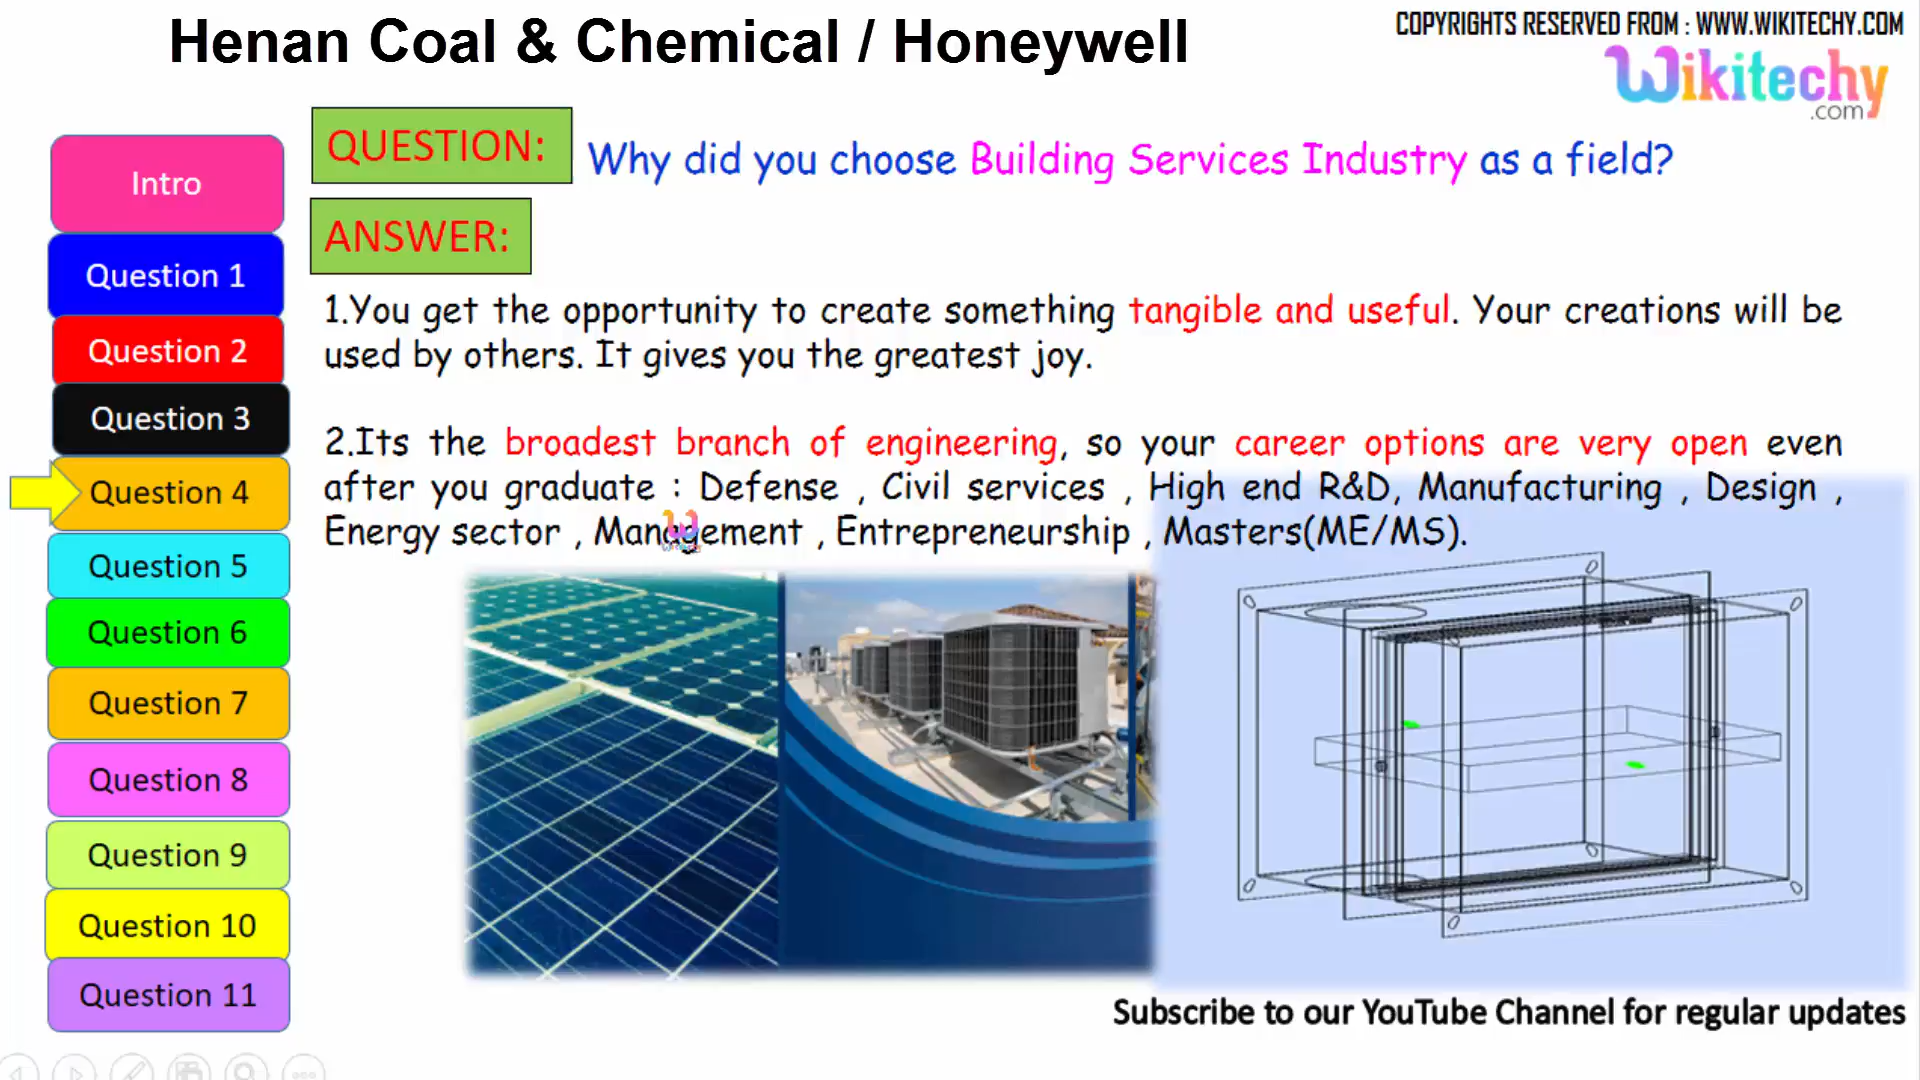 Henan Coal & Chemical / Honeywell
COPYRIGHTS RESERVED FROM : WWW.WIKITECHY.COM
Wikitechy
.com
QUESTION:
Why did you choose Building Services Industry as a field?
ANSWER:
1.You get the opportunity to create something tangible and useful. Your creations will be
used by others. It gives you the greatest joy.
2.Its the broadest branch of engineering, so your career options are very open even
after you graduate : Defense , Civil services , High end R&D, Manufacturing , Design ,
Energy sector , Management , Entrepreneurship , Masters(ME/MS).
Intro
Question 1
Question 2
Question 3
Question 4
Question 5
Question 6
Question 7
Question 8
Question 9
Question 10
Question 11
Subscribe to our YouTube Channel for regular updates